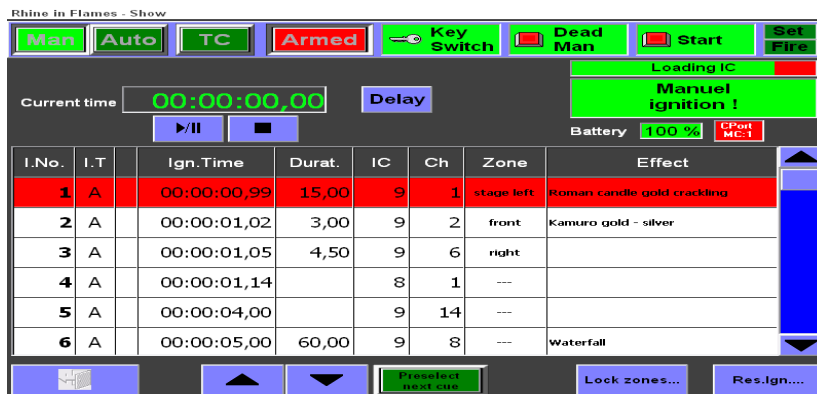 Rhine in Flames - Show
Man Auto TC Armed Key Switch Dead Man Start Set Fire
Loading IC
Current time 00:00:00,00 Delay Manuel ignition !
Battery 100 % CPort MC:1
I.No. I.T Ign.Time Durat. IC Ch Zone Effect
1 A 00:00:00,99 15,00 9 1 stage left Roman candle gold crackling
2 A 00:00:01,02 3,00 9 2 front Kamuro gold - silver
3 A 00:00:01,05 4,50 9 6 right
4 A 00:00:01,14 8 1 ---
5 A 00:00:04,00 9 14 ---
6 A 00:00:05,00 60,00 9 8 --- Waterfall
Preselect next cue Lock zones... Res.Ign....